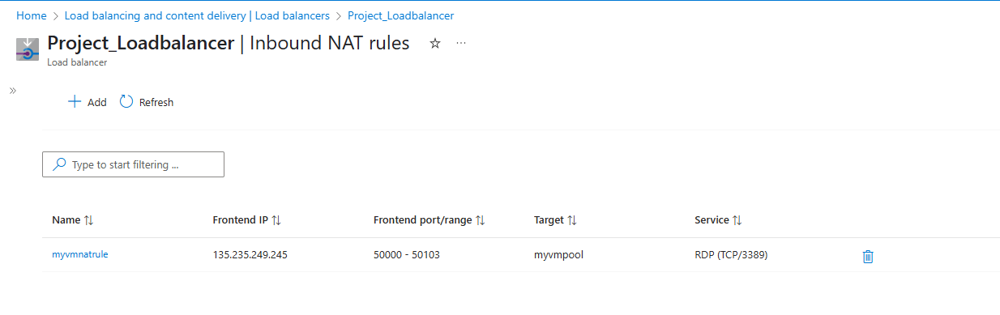 Home > Load balancing and content delivery | Load balancers > Project_Loadbalancer
Project_Loadbalancer | Inbound NAT rules
Load balancer
Add Refresh
Type to start filtering ...
Name Frontend IP Frontend port/range Target Service
myvmnatrule 135.235.249.245 50000 - 50103 myvmpool RDP (TCP/3389)